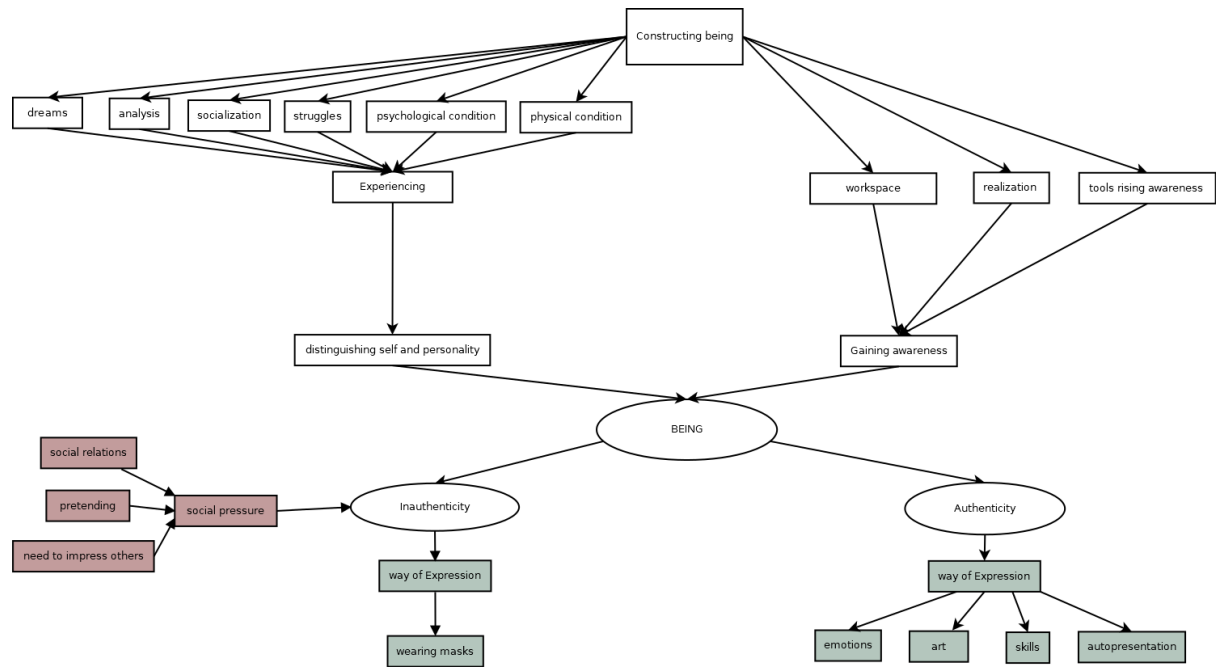 Constructing being
dreams
analysis
socialization
struggles
psychological condition
physical condition
Experiencing
workspace
realization
tools rising awareness
distinguishing self and personality
Gaining awareness
BEING
social relations
pretending
social pressure
need to impress others
Inauthenticity
Authenticity
way of Expression
way of Expression
wearing masks
emotions
art
skills
autopresentation